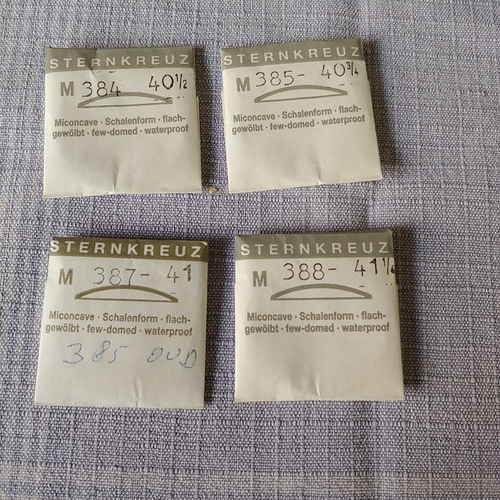 STERNKREUZ
M 384 40½
Miconcave · Schalenform · flach-
gewölbt · few-domed · waterproof
STERNKREUZ
M 385- 40¾
Miconcave · Schalenform · flach-
gewölbt · few-domed · waterproof
STERNKREUZ
M 387- 41
Miconcave · Schalenform · flach-
gewölbt · few-domed · waterproof
385 OUD
STERNKREUZ
M 388- 41¼
Miconcave · Schalenform · flach-
gewölbt · few-domed · waterproof